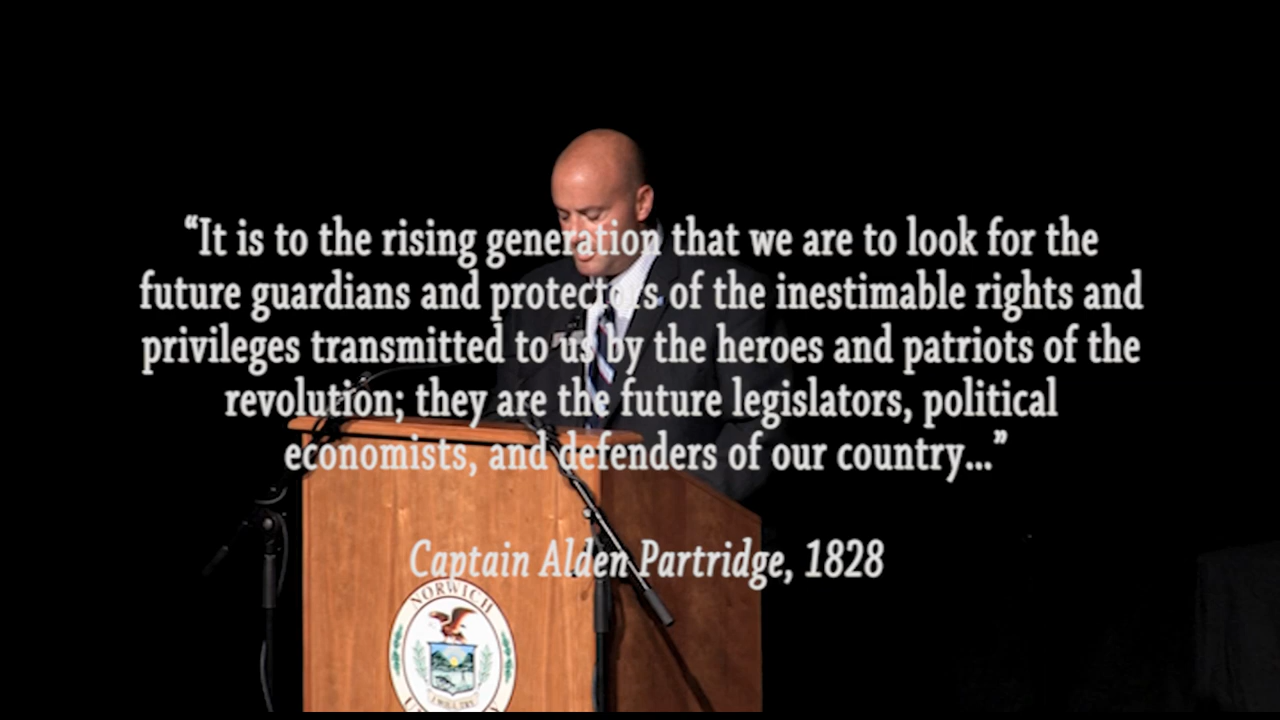 “It is to the rising generation that we are to look for the
future guardians and protectors of the inestimable rights and
privileges transmitted to us by the heroes and patriots of the
revolution; they are the future legislators, political
economists, and defenders of our country...”
Captain Alden Partridge, 1828
NORWICH